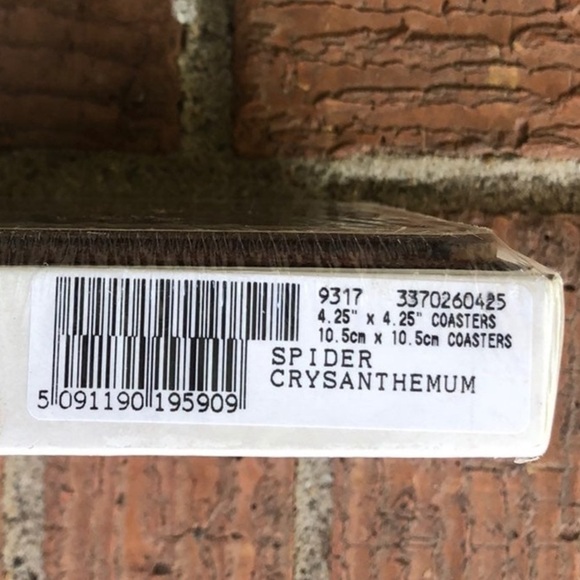 9317 3370260425
4.25" x 4.25" COASTERS
10.5cm x 10.5cm COASTERS
SPIDER
CRYSANTHEMUM
5 091190 195909